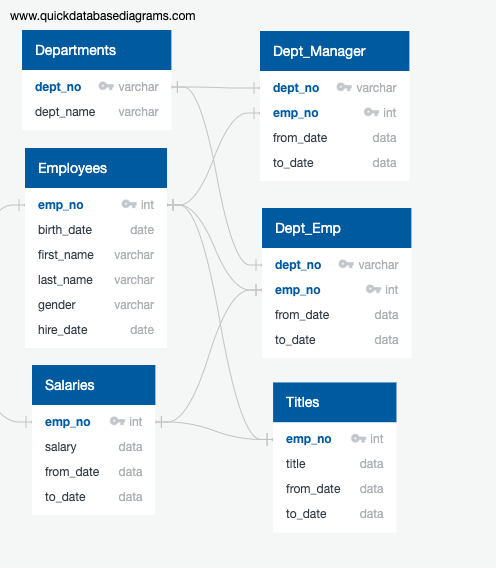 www.quickdatabasediagrams.com
Departments
dept_no varchar
dept_name varchar
Dept_Manager
dept_no varchar
emp_no int
from_date data
to_date data
Employees
emp_no int
birth_date date
first_name varchar
last_name varchar
gender varchar
hire_date date
Dept_Emp
dept_no varchar
emp_no int
from_date data
to_date data
Salaries
emp_no int
salary data
from_date data
to_date data
Titles
emp_no int
title data
from_date data
to_date data